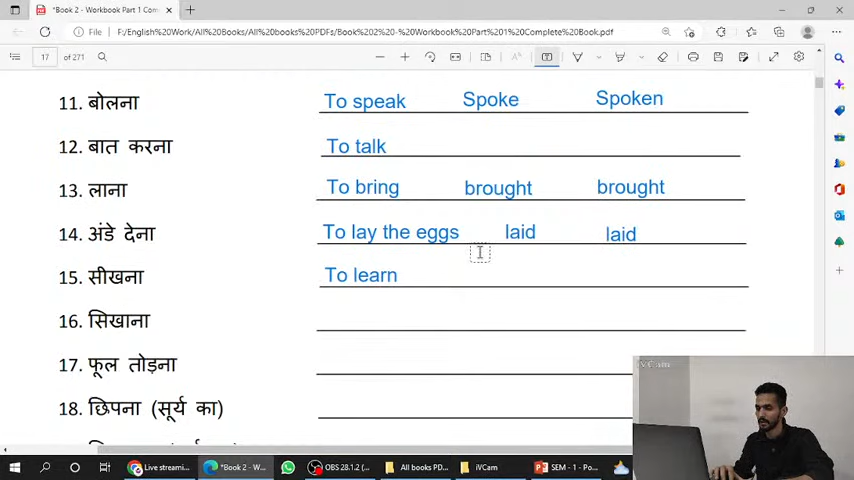 *Book 2 - Workbook Part 1 Com
File
F:/English%20Work/All%20Books/All%20books%20PDFs/Book%202%20-%20Workbook%20Part%201%20Complete%20Book.pdf
17 of 271
11. बोलना To speak Spoke Spoken
12. बात करना To talk
13. लाना To bring brought brought
14. अंडे देना To lay the eggs laid laid
15. सीखना To learn
16. सिखाना
17. फूल तोड़ना
18. छिपना (सूर्य का)
iVCam
Live streami...
*Book 2 - W...
OBS 28.1.2 (...
All books PD...
iVCam
SEM - 1 - Po...